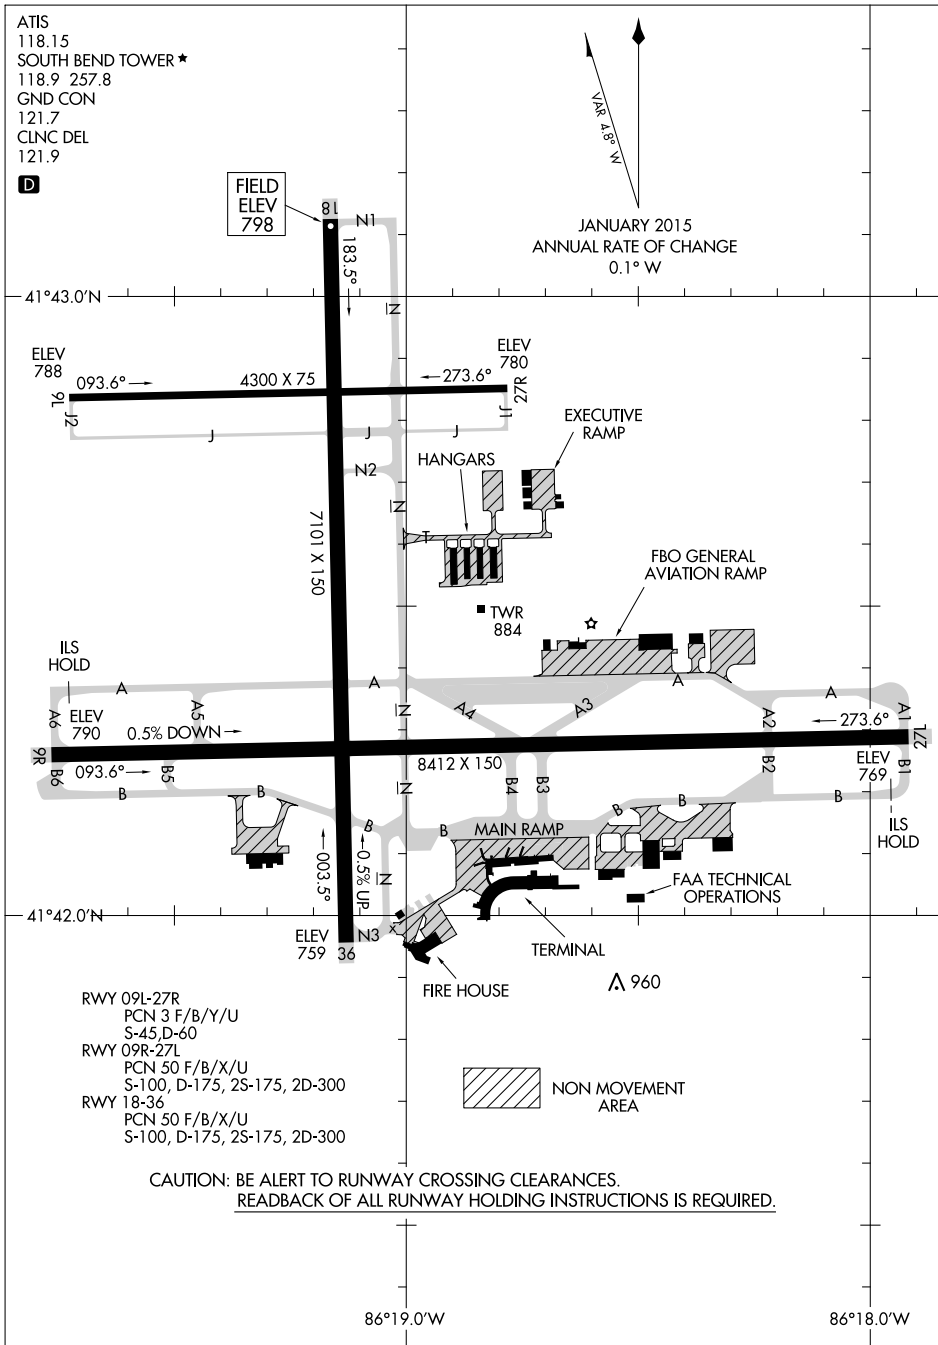 ATIS
118.15
SOUTH BEND TOWER ★
118.9 257.8
GND CON
121.7
CLNC DEL
121.9
D
VAR 4.8° W
JANUARY 2015
ANNUAL RATE OF CHANGE
0.1° W
FIELD
ELEV
798
18
N1
183.5°
41°43.0'N
N
ELEV
788
093.6°
4300 X 75
273.6°
ELEV
780
9L
27R
J2
J
J
J
J1
EXECUTIVE
RAMP
HANGARS
N2
N
T
7101 X 150
FBO GENERAL
AVIATION RAMP
TWR
884
ILS
HOLD
A
A
A
A
A6
ELEV
790
A5
0.5% DOWN
N
A4
A3
A2
A1
273.6°
9R
27L
093.6°
8412 X 150
ELEV
769
B6
B5
B4
B3
B2
B1
N
B
B
B
B
B
B
B
MAIN RAMP
ILS
HOLD
003.5°
0.5% UP
N
FAA TECHNICAL
OPERATIONS
41°42.0'N
ELEV
759
N3
x
36
TERMINAL
FIRE HOUSE
960
RWY 09L-27R
PCN 3 F/B/Y/U
S-45,D-60
RWY 09R-27L
PCN 50 F/B/X/U
S-100, D-175, 2S-175, 2D-300
RWY 18-36
PCN 50 F/B/X/U
S-100, D-175, 2S-175, 2D-300
NON MOVEMENT
AREA
CAUTION: BE ALERT TO RUNWAY CROSSING CLEARANCES.
READBACK OF ALL RUNWAY HOLDING INSTRUCTIONS IS REQUIRED.
86°19.0'W
86°18.0'W